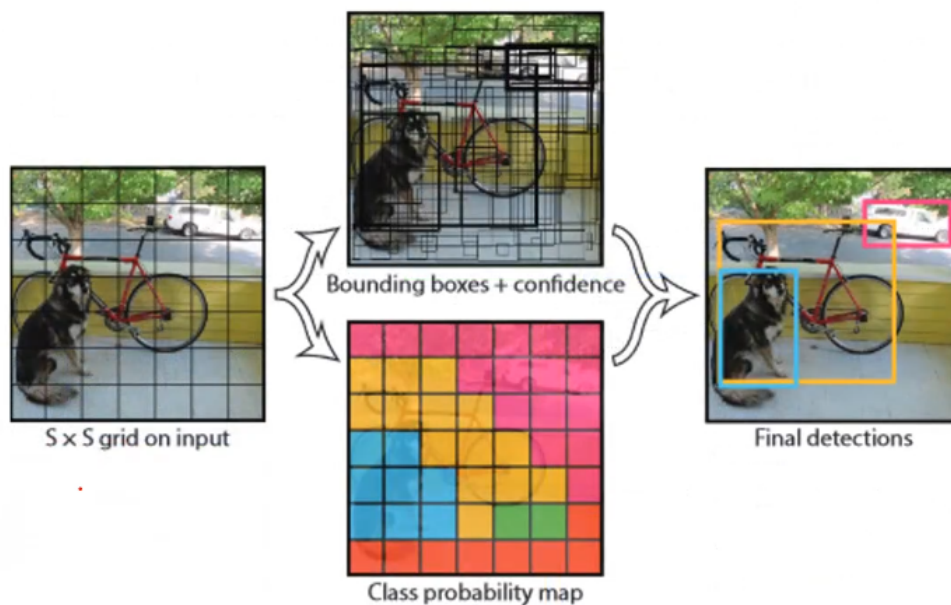 Bounding boxes + confidence
S × S grid on input
Final detections
Class probability map